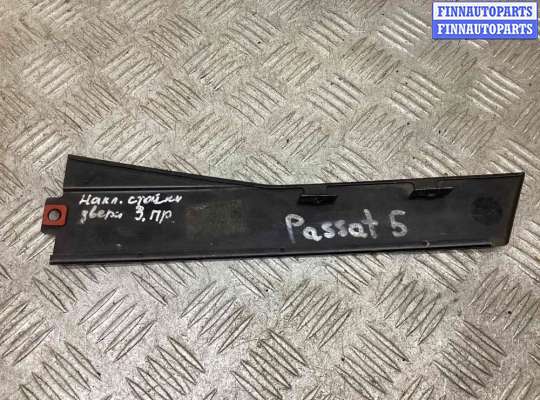 FINNAUTOPARTS
FINNAUTOPARTS
Накл. стойки
двери З. пр.
Passat 5